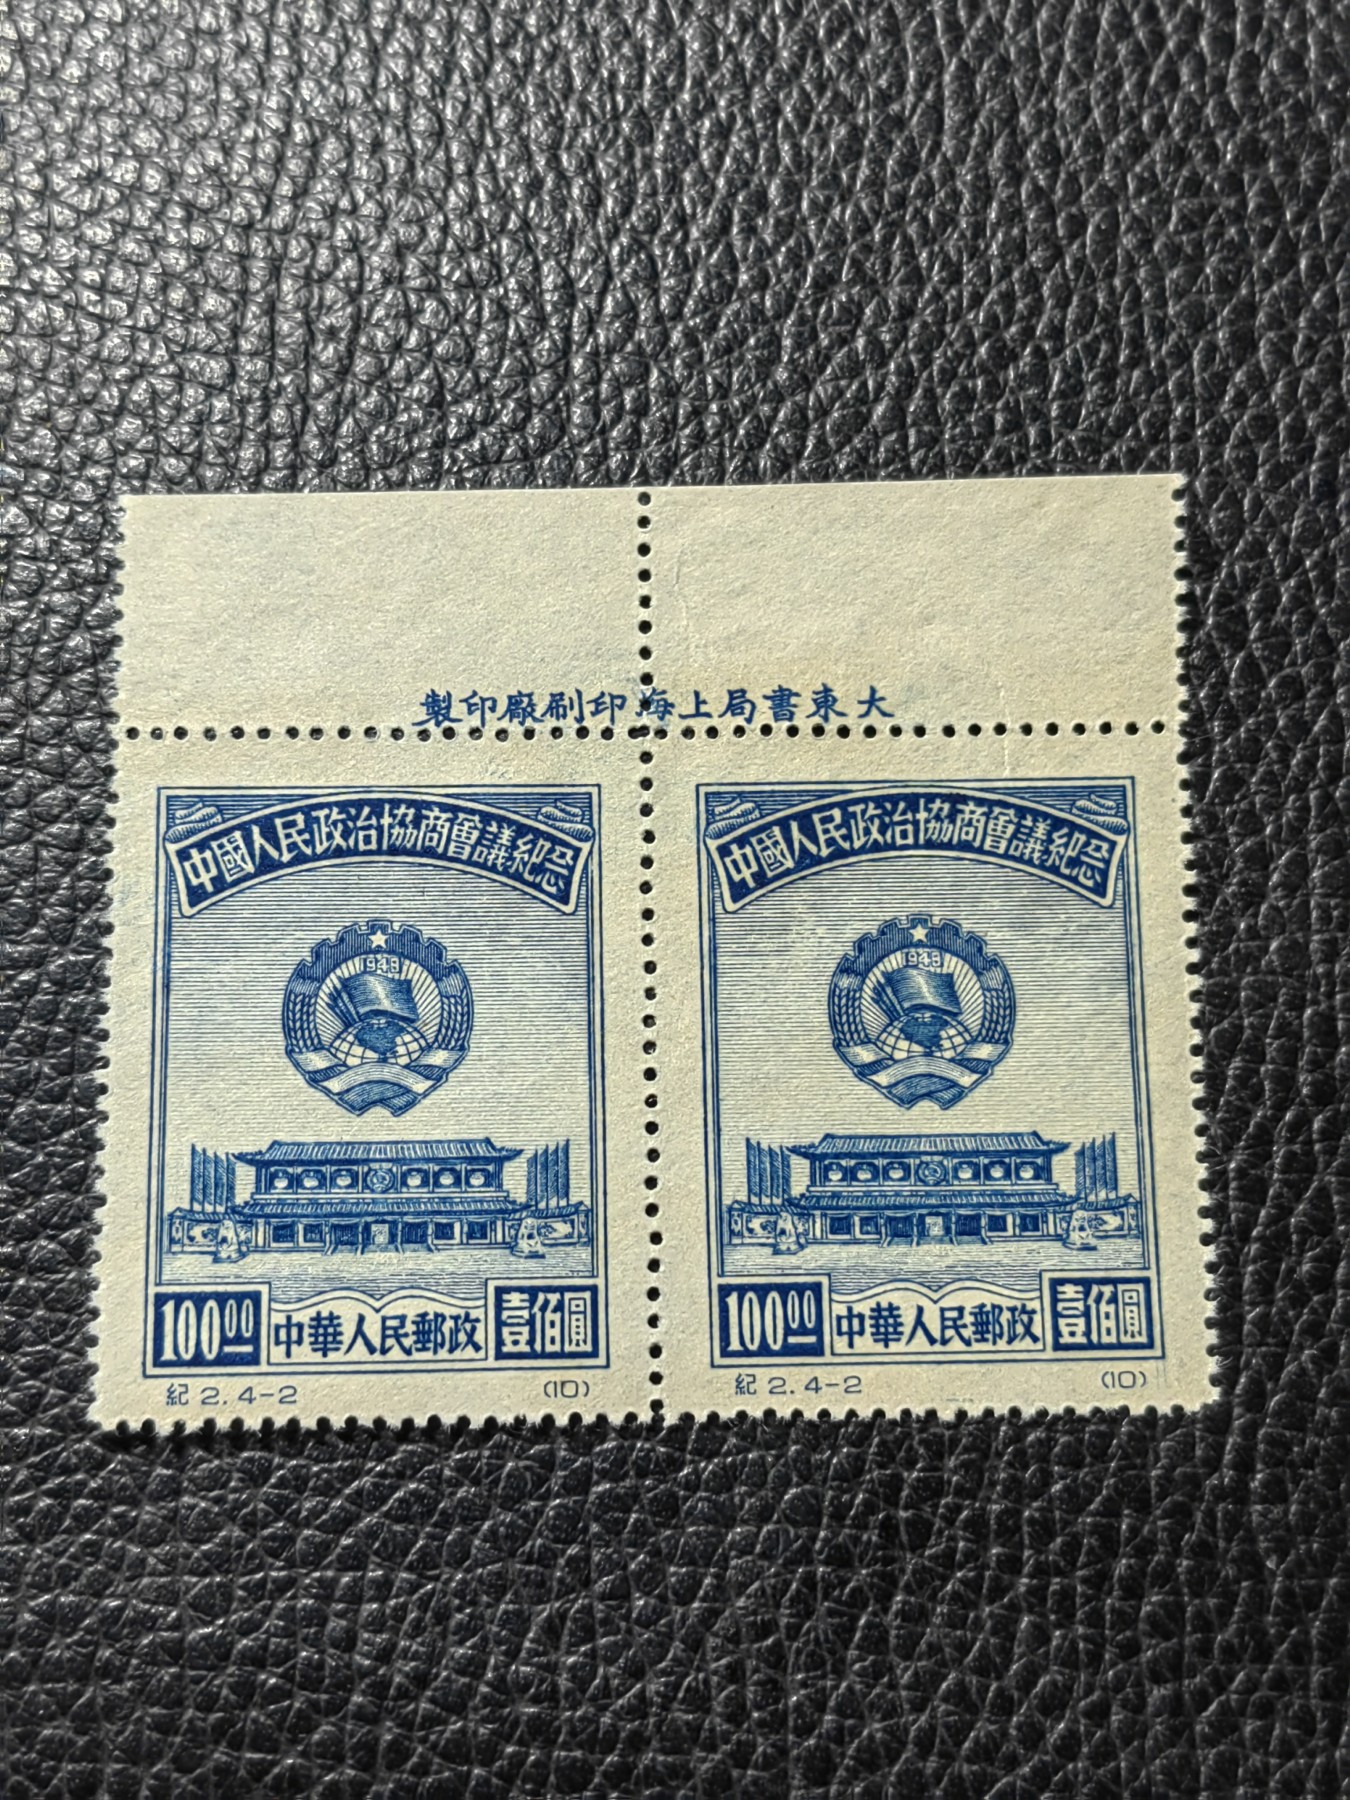 製印廠刷印海上局書東大
中國人民政治協商會議紀念
1949
100.00
中華人民郵政
壹佰圓
紀 2. 4-2
(10)
中國人民政治協商會議紀念
1949
100.00
中華人民郵政
壹佰圓
紀 2. 4-2
(10)